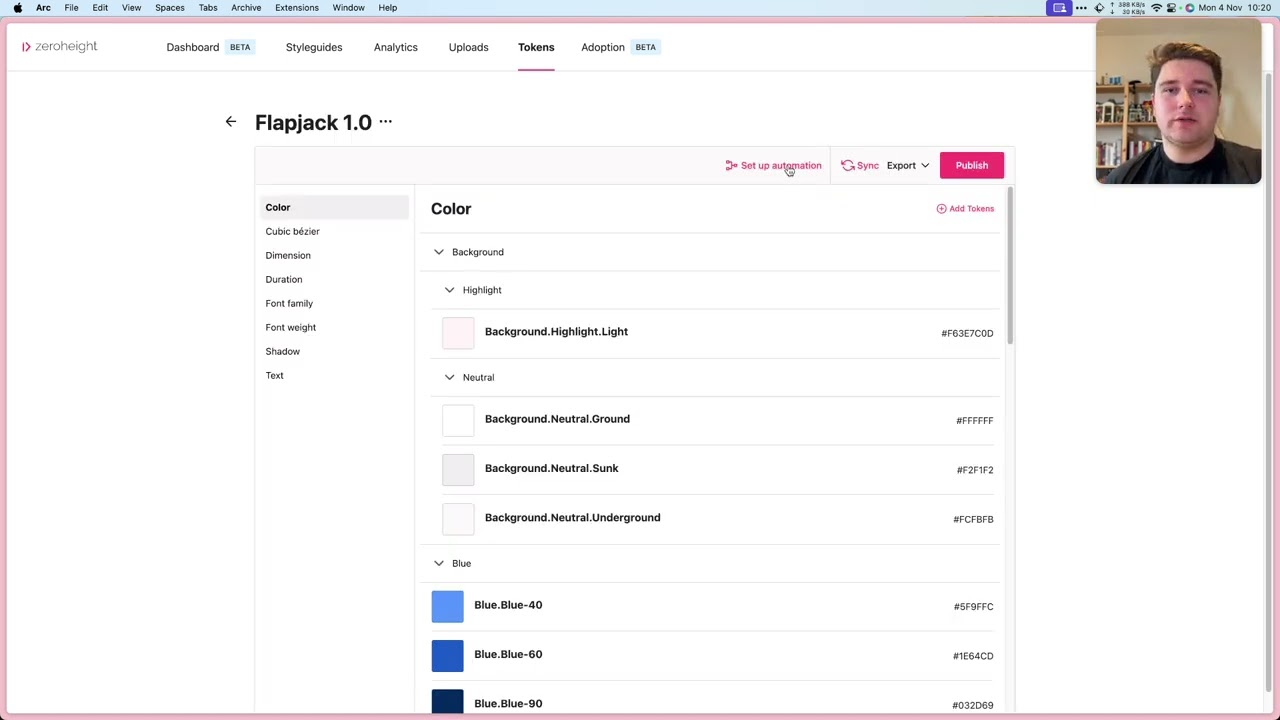 Arc File Edit View Spaces Tabs Archive Extensions Window Help
388 KB/s
30 KB/s
Mon 4 Nov 10:20
zeroheight
Dashboard BETA Styleguides Analytics Uploads Tokens Adoption BETA
Flapjack 1.0
Set up automation Sync Export Publish
Color
Cubic bézier
Dimension
Duration
Font family
Font weight
Shadow
Text
Color
Add Tokens
Background
Highlight
Background.Highlight.Light #F63E7C0D
Neutral
Background.Neutral.Ground #FFFFFF
Background.Neutral.Sunk #F2F1F2
Background.Neutral.Underground #FCFBFB
Blue
Blue.Blue-40 #5F9FFC
Blue.Blue-60 #1E64CD
Blue.Blue-90 #032D69